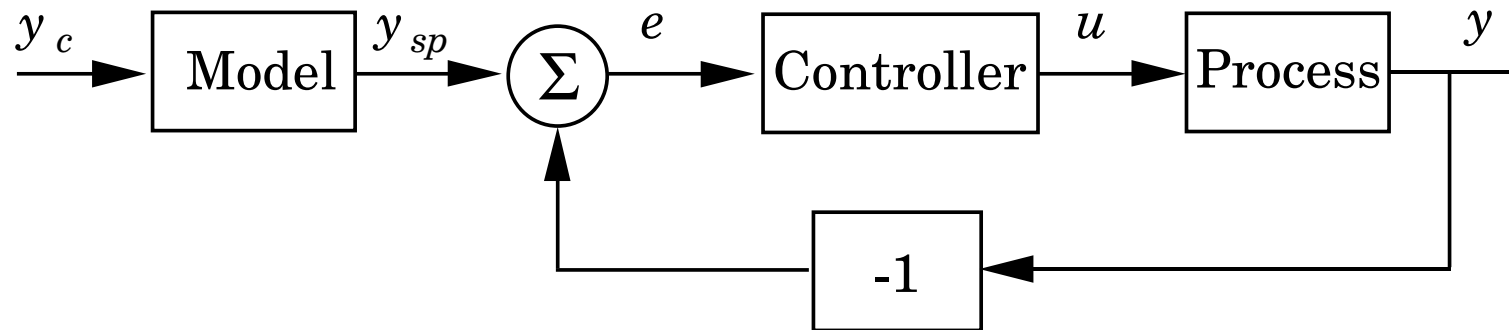 y c y sp e u y
Model Σ Controller Process
-1